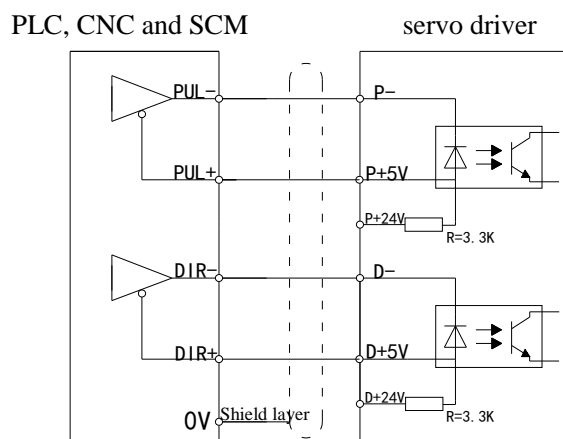 PLC, CNC and SCM
servo driver
PUL-
P-
PUL+
P+5V
P+24V
R=3.3K
DIR-
D-
DIR+
D+5V
D+24V
0V
Shield layer
R=3.3K